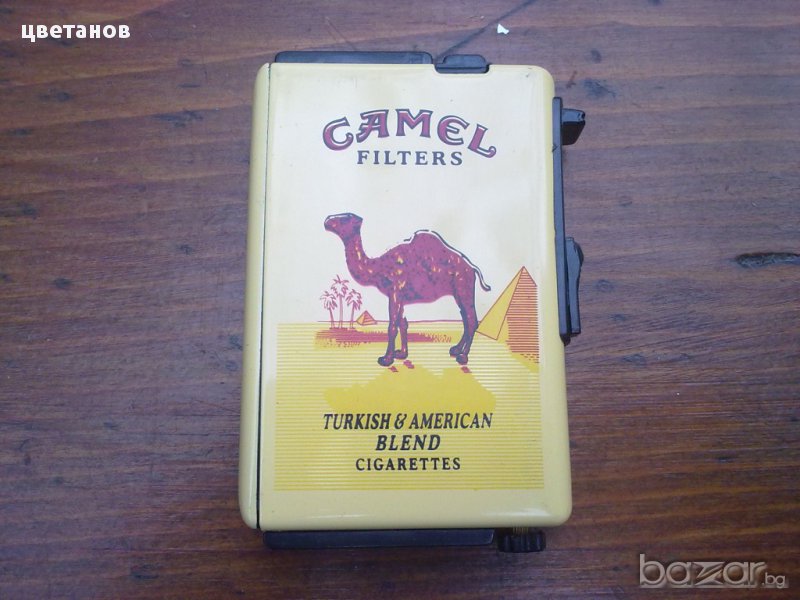 цветанов
CAMEL
FILTERS
TURKISH & AMERICAN
BLEND
CIGARETTES
bazar.bg